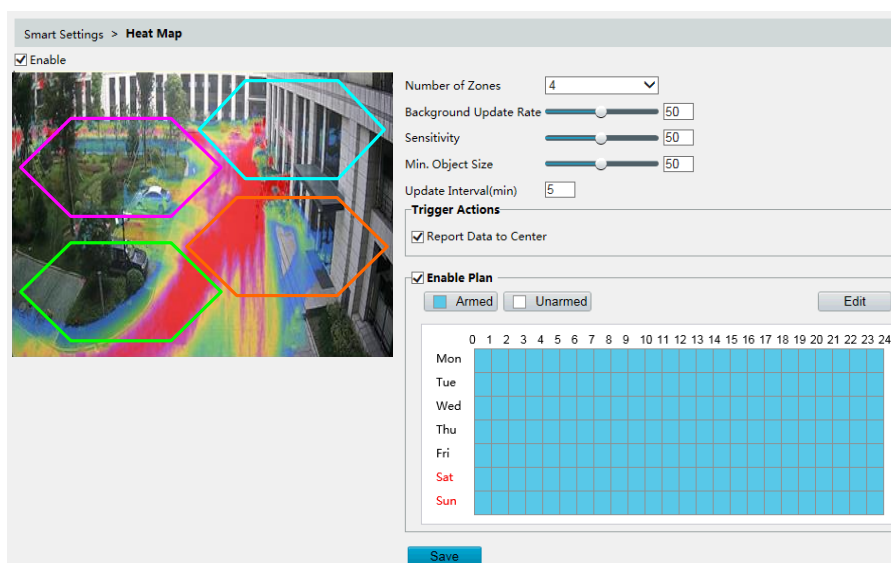 Smart Settings > Heat Map
Enable
Number of Zones 4
Background Update Rate 50
Sensitivity 50
Min. Object Size 50
Update Interval(min) 5
Trigger Actions
Report Data to Center
Enable Plan
Armed Unarmed Edit
0 1 2 3 4 5 6 7 8 9 10 11 12 13 14 15 16 17 18 19 20 21 22 23 24
Mon
Tue
Wed
Thu
Fri
Sat
Sun
Save